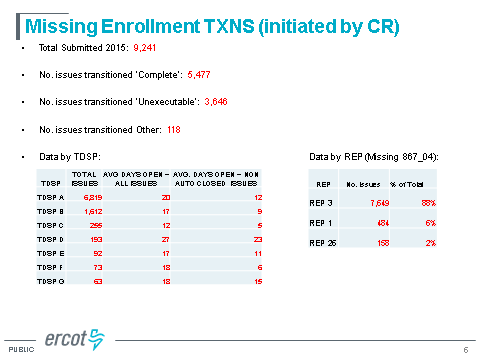 Missing Enrollment TXNS (initiated by CR)
• Total Submitted 2015: 9,241
• No. issues transitioned 'Complete': 5,477
• No. issues transitioned 'Unexecutable': 3,646
• No. issues transitioned Other: 118
• Data by TDSP:
TDSP TOTAL ISSUES AVG DAYS OPEN – ALL ISSUES AVG. DAYS OPEN – NON AUTO CLOSED ISSUES
TDSP A 6,819 20 12
TDSP B 1,612 17 9
TDSP C 255 12 5
TDSP D 193 27 23
TDSP E 92 17 11
TDSP F 73 18 6
TDSP G 63 18 15
Data by REP (Missing 867_04):
REP No. Issues % of Total
REP 3 7,649 88%
REP 1 484 6%
REP 26 158 2%
PUBLIC
ercot
6